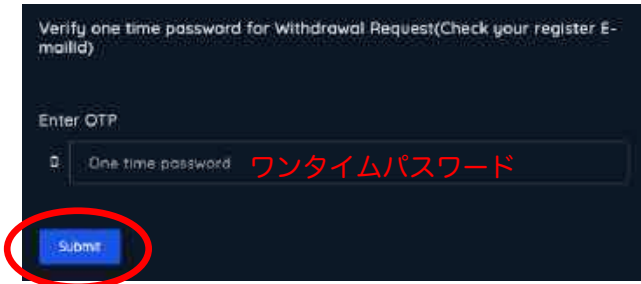 Verify one time password for Withdrawal Request(Check your register E-
mailId)
Enter OTP
One time password ワンタイムパスワード
Submit